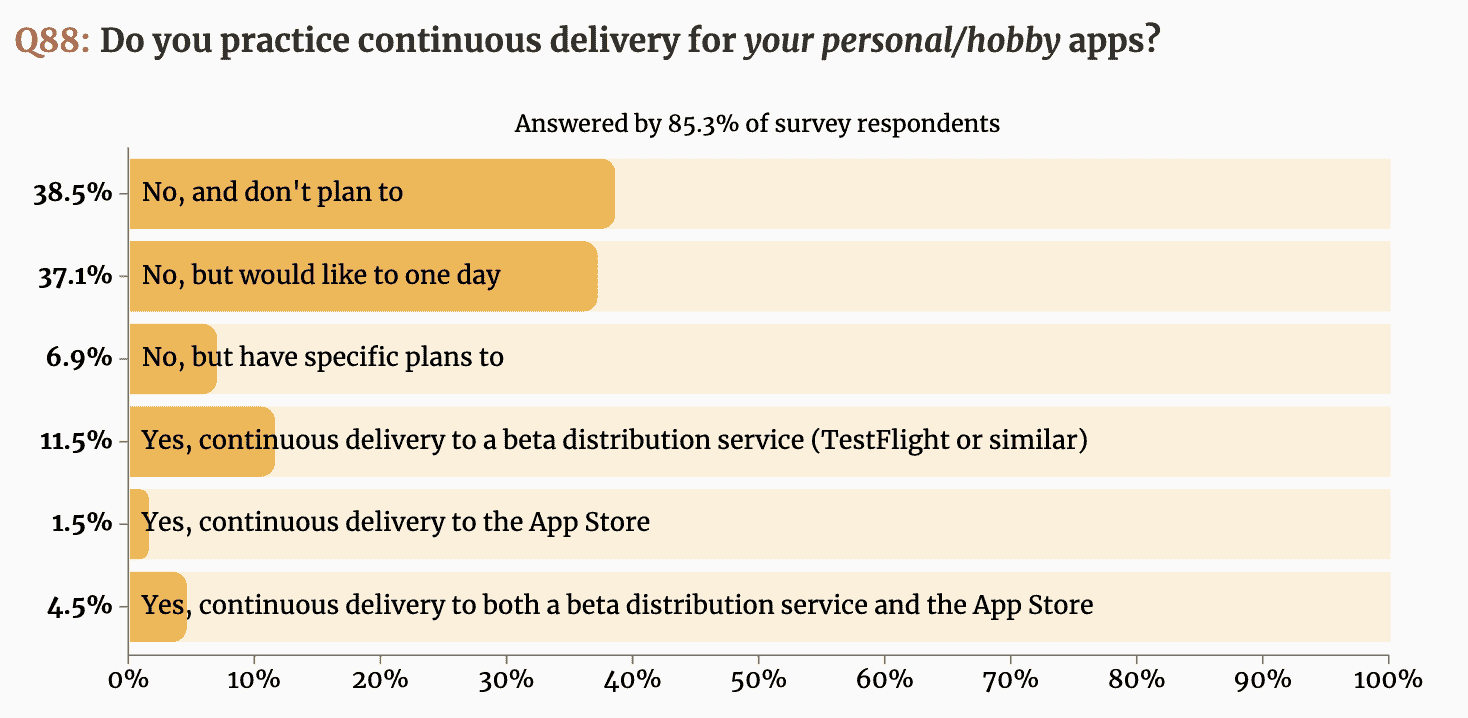 Q88: Do you practice continuous delivery for your personal/hobby apps?
Answered by 85.3% of survey respondents
38.5% No, and don't plan to
37.1% No, but would like to one day
6.9% No, but have specific plans to
11.5% Yes, continuous delivery to a beta distribution service (TestFlight or similar)
1.5% Yes, continuous delivery to the App Store
4.5% Yes, continuous delivery to both a beta distribution service and the App Store
0% 10% 20% 30% 40% 50% 60% 70% 80% 90% 100%